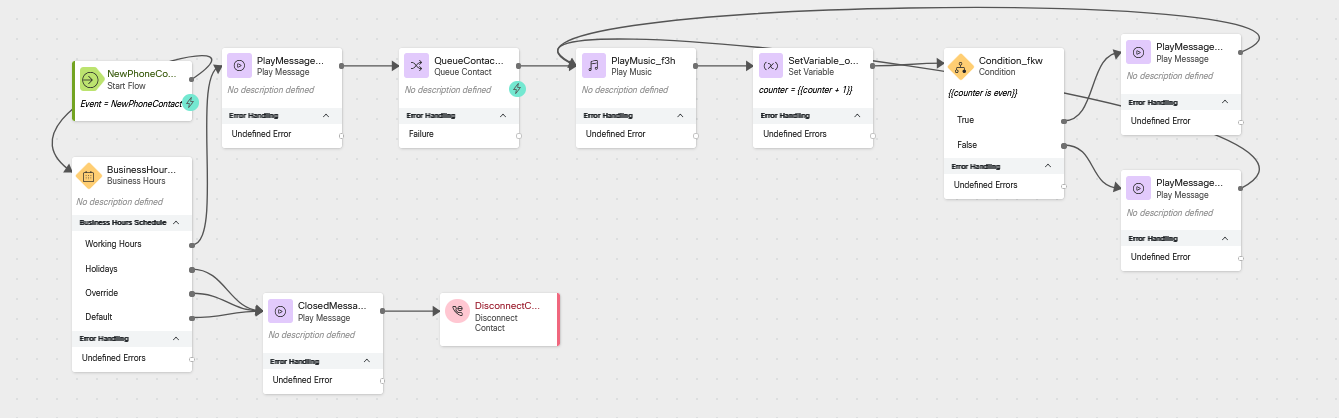 NewPhoneCo...
Start Flow
Event = NewPhoneContact
BusinessHour...
Business Hours
No description defined
Business Hours Schedule
Working Hours
Holidays
Override
Default
Error Handling
Undefined Errors
PlayMessage...
Play Message
No description defined
Error Handling
Undefined Error
QueueContac...
Queue Contact
No description defined
Error Handling
Failure
PlayMusic_f3h
Play Music
No description defined
Error Handling
Undefined Error
SetVariable_o...
Set Variable
counter = {{counter + 1}}
Error Handling
Undefined Errors
Condition_fkw
Condition
{{counter is even}}
True
False
Error Handling
Undefined Errors
PlayMessage...
Play Message
No description defined
Error Handling
Undefined Error
PlayMessage...
Play Message
No description defined
Error Handling
Undefined Error
ClosedMessa...
Play Message
No description defined
Error Handling
Undefined Error
DisconnectC...
Disconnect
Contact